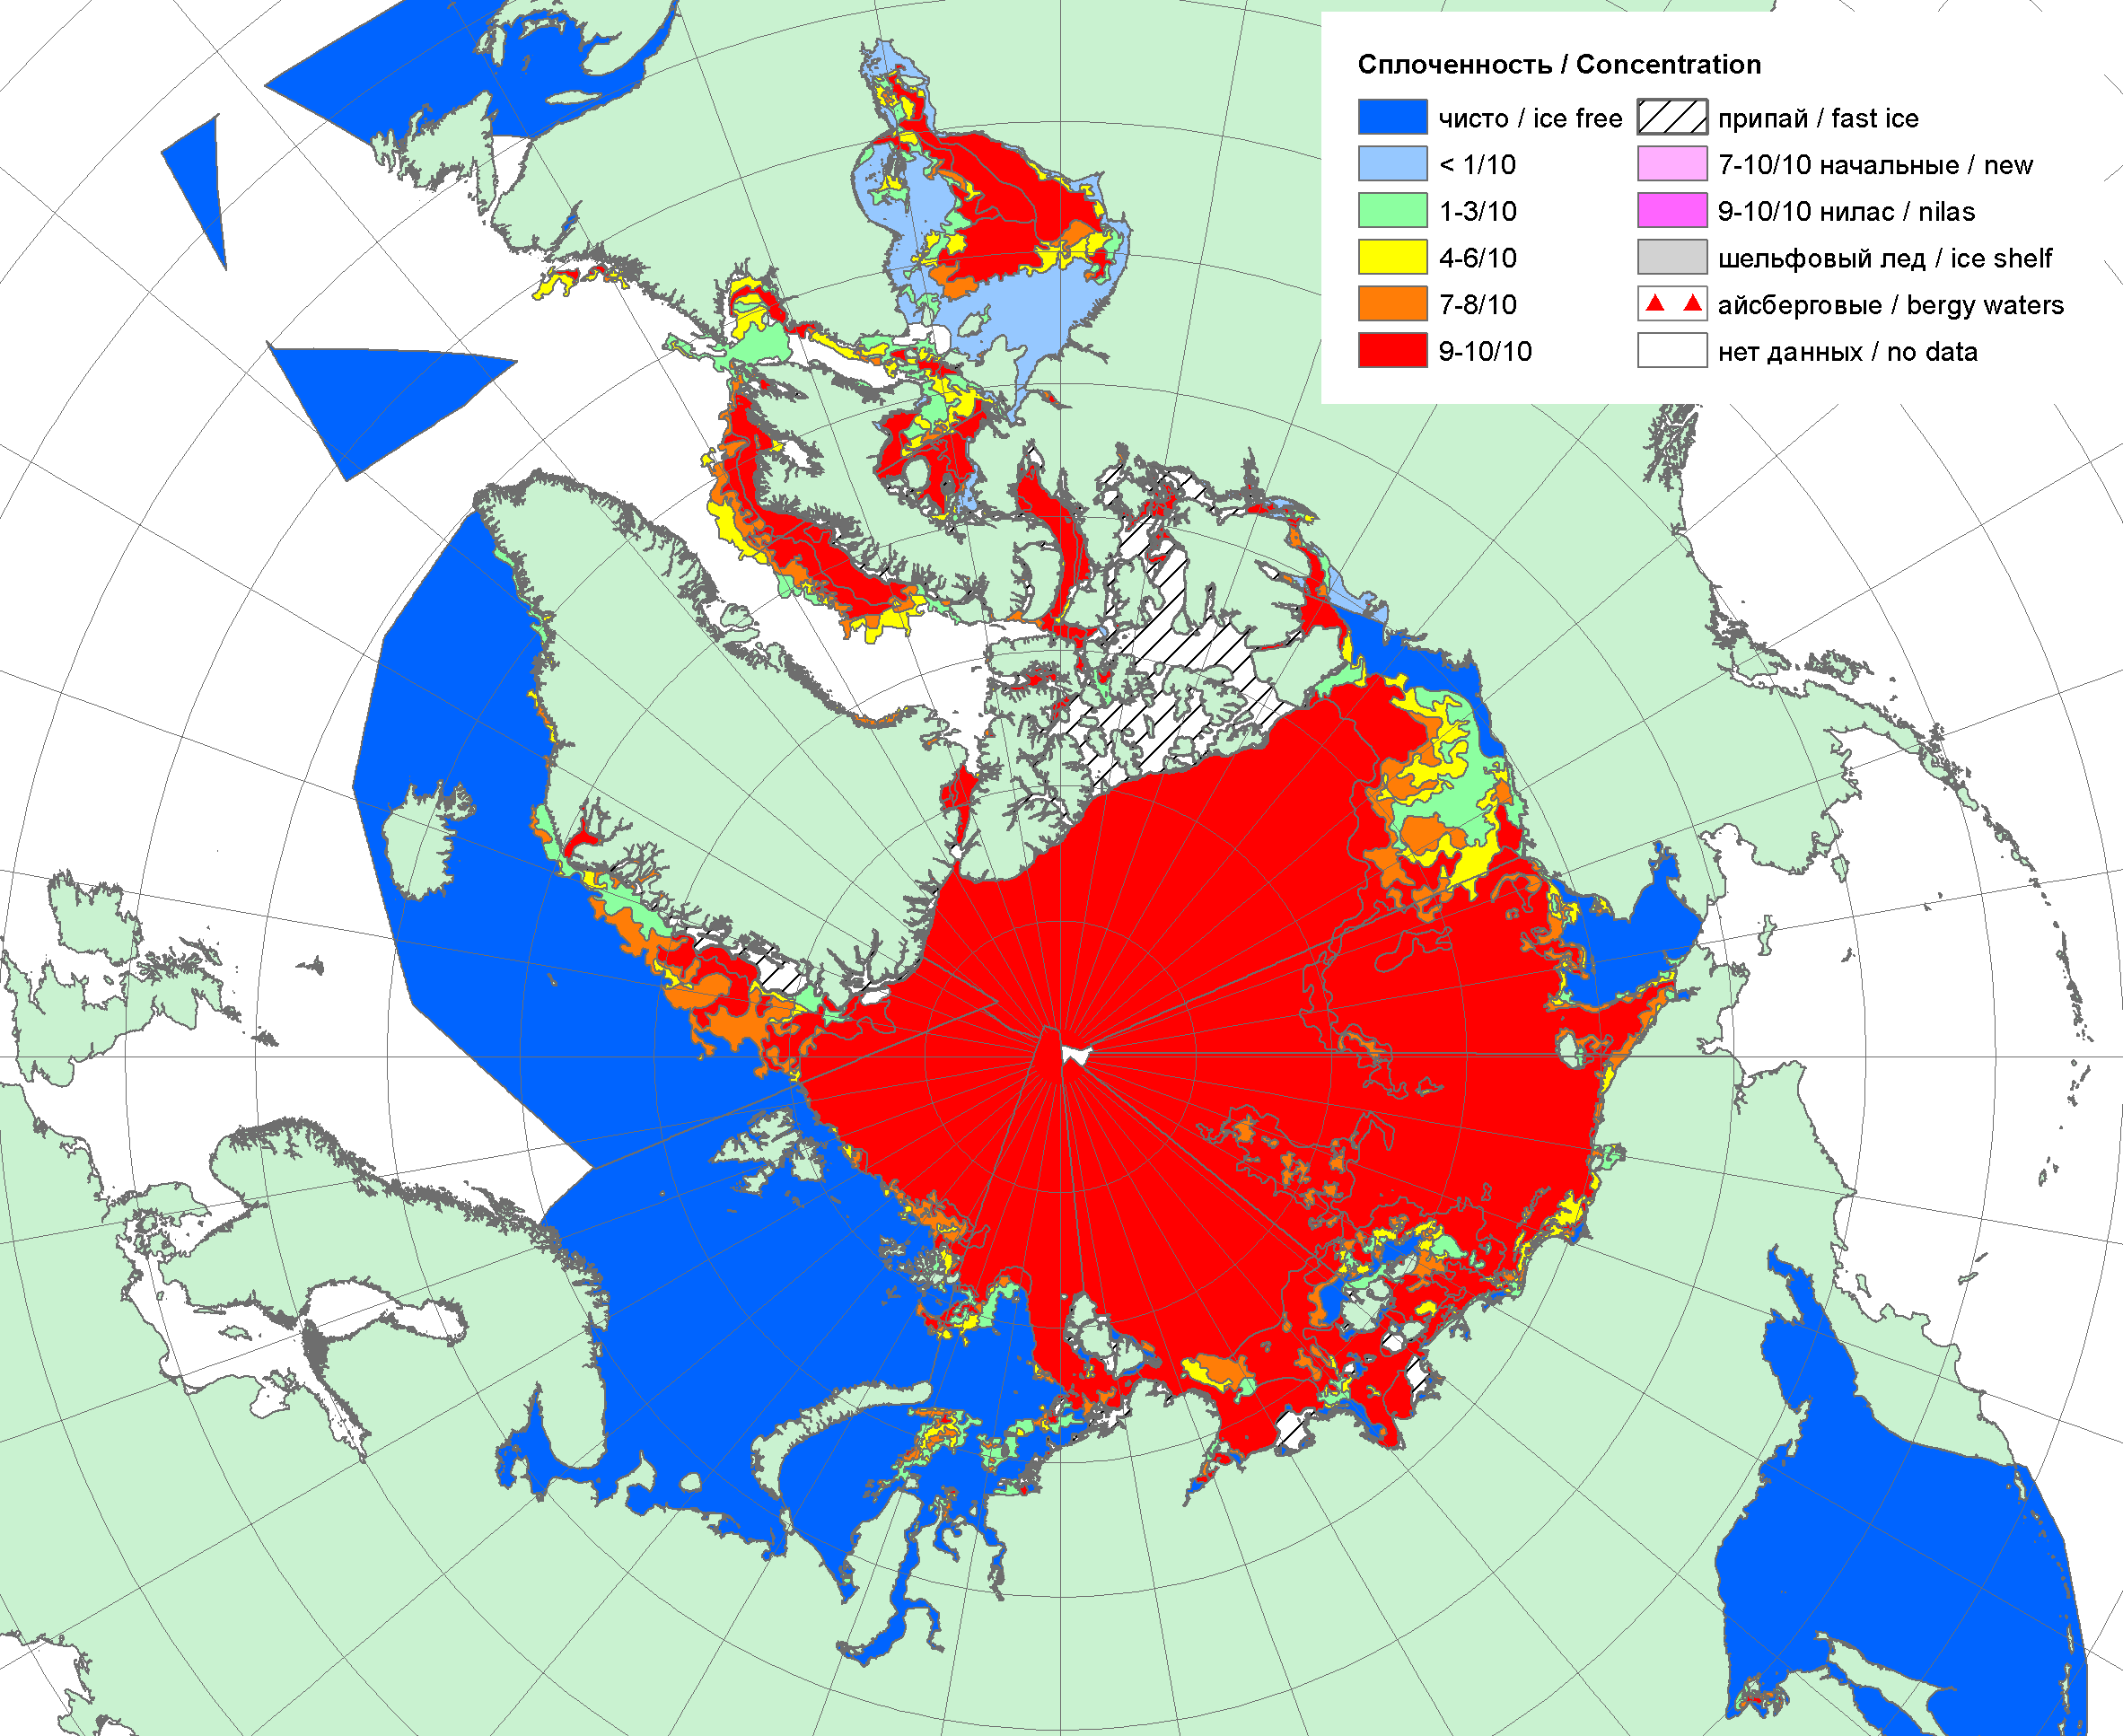 Сплоченность / Concentration
чисто / ice free
< 1/10
1-3/10
4-6/10
7-8/10
9-10/10
припай / fast ice
7-10/10 начальные / new
9-10/10 нилас / nilas
шельфовый лед / ice shelf
айсберговые / bergy waters
нет данных / no data